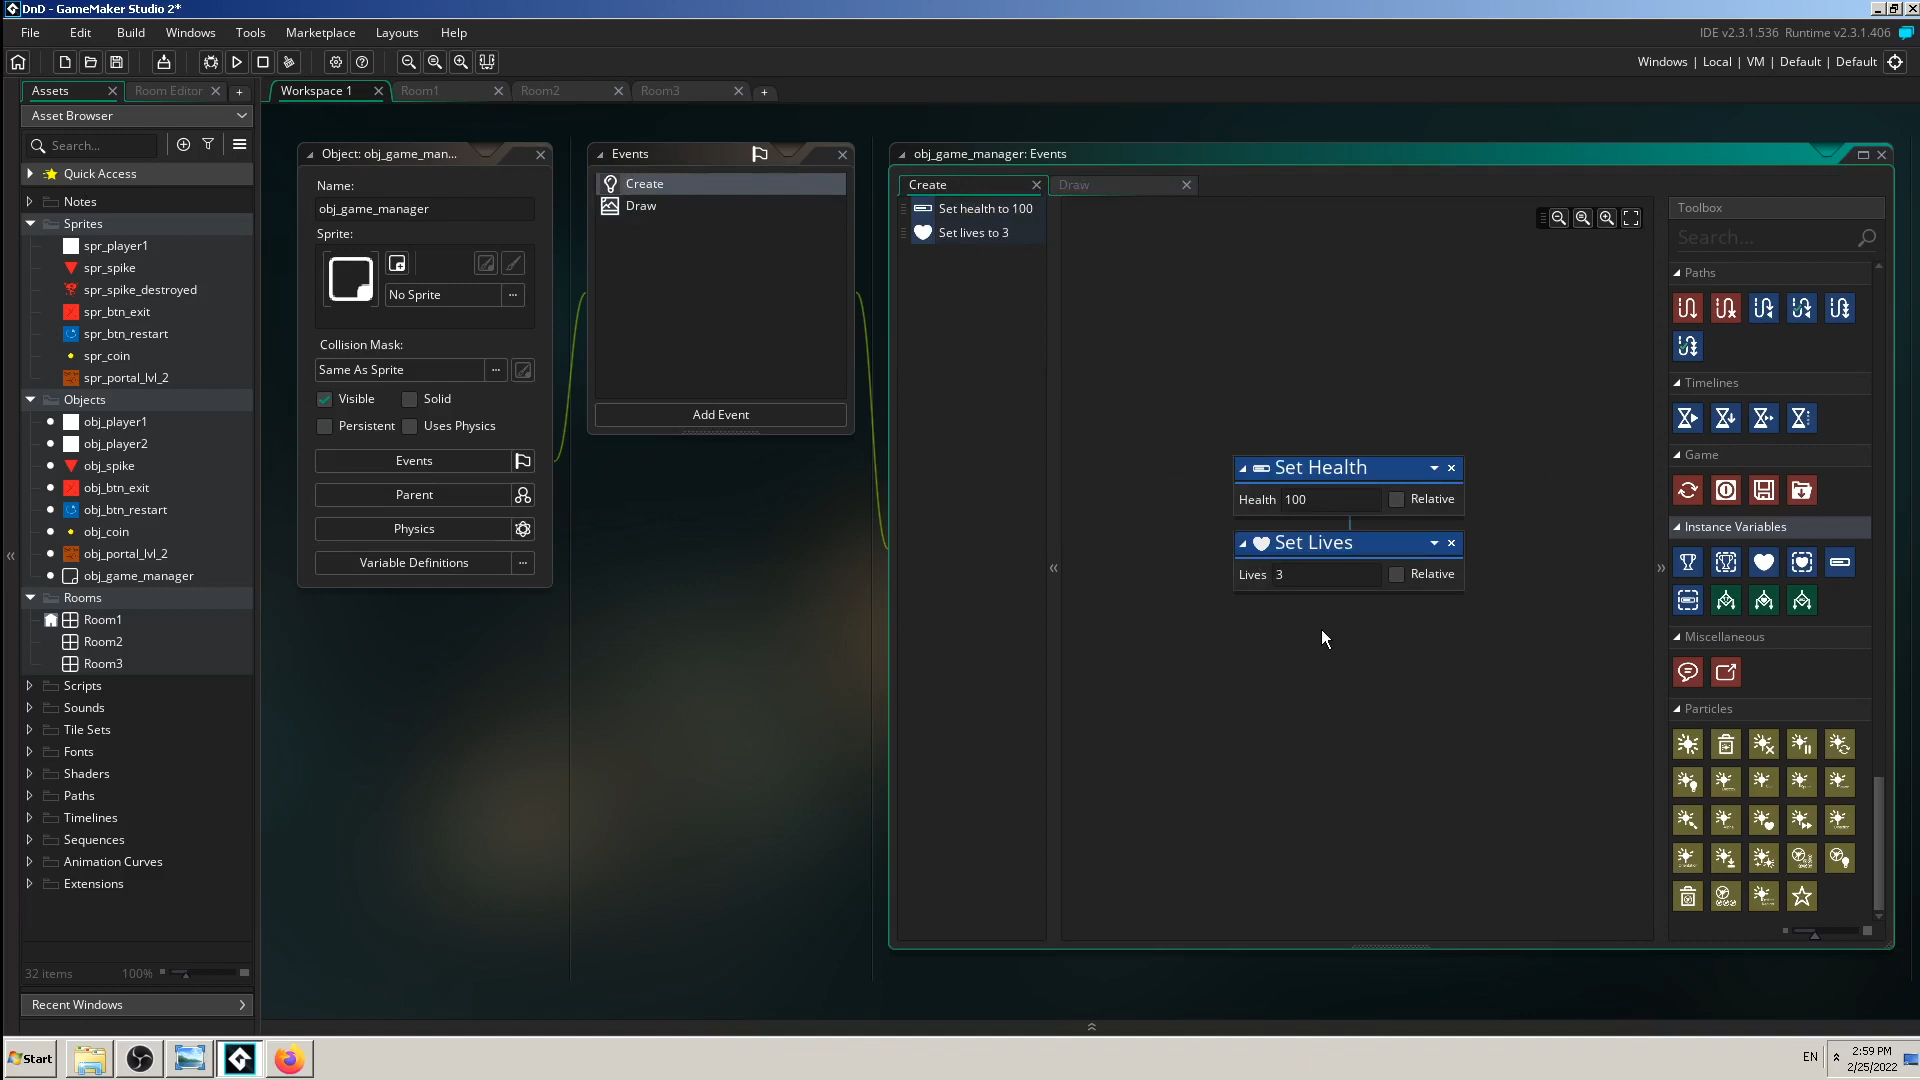 DnD - GameMaker Studio 2*
File
Edit
Build
Windows
Tools
Marketplace
Layouts
Help
IDE v2.3.1.536 Runtime v2.3.1.406
Windows | Local | VM | Default | Default
Assets
Room Editor
Workspace 1
Room1
Room2
Room3
Asset Browser
Search...
Quick Access
Notes
Sprites
spr_player1
spr_spike
spr_spike_destroyed
spr_btn_exit
spr_btn_restart
spr_coin
spr_portal_lvl_2
Objects
obj_player1
obj_player2
obj_spike
obj_btn_exit
obj_btn_restart
obj_coin
obj_portal_lvl_2
obj_game_manager
Rooms
Room1
Room2
Room3
Scripts
Sounds
Tile Sets
Fonts
Shaders
Paths
Timelines
Sequences
Animation Curves
Extensions
32 items
100%
Recent Windows
Object: obj_game_man...
Name:
obj_game_manager
Sprite:
No Sprite
Collision Mask:
Same As Sprite
Visible
Solid
Persistent
Uses Physics
Events
Parent
Physics
Variable Definitions
Events
Create
Draw
Add Event
obj_game_manager: Events
Create
Draw
Set health to 100
Set lives to 3
Set Health
Health 100
Relative
Set Lives
Lives 3
Relative
Toolbox
Search...
Paths
Timelines
Game
Instance Variables
Miscellaneous
Particles
Start
EN
2:59 PM
2/25/2022